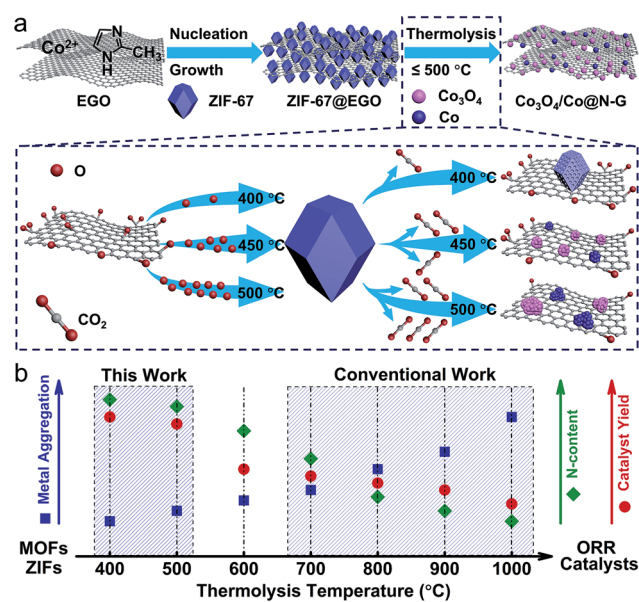 a
Co2+
N
N
H
CH3
EGO
Nucleation
Growth
ZIF-67
ZIF-67@EGO
Thermolysis
≤ 500 °C
Co3O4
Co
Co3O4/Co@N-G
O
CO2
400 °C
450 °C
500 °C
400 °C
450 °C
500 °C
b
This Work
Conventional Work
Metal Aggregation
N-content
Catalyst Yield
MOFs
ZIFs
400 500 600 700 800 900 1000
ORR
Catalysts
Thermolysis Temperature (°C)